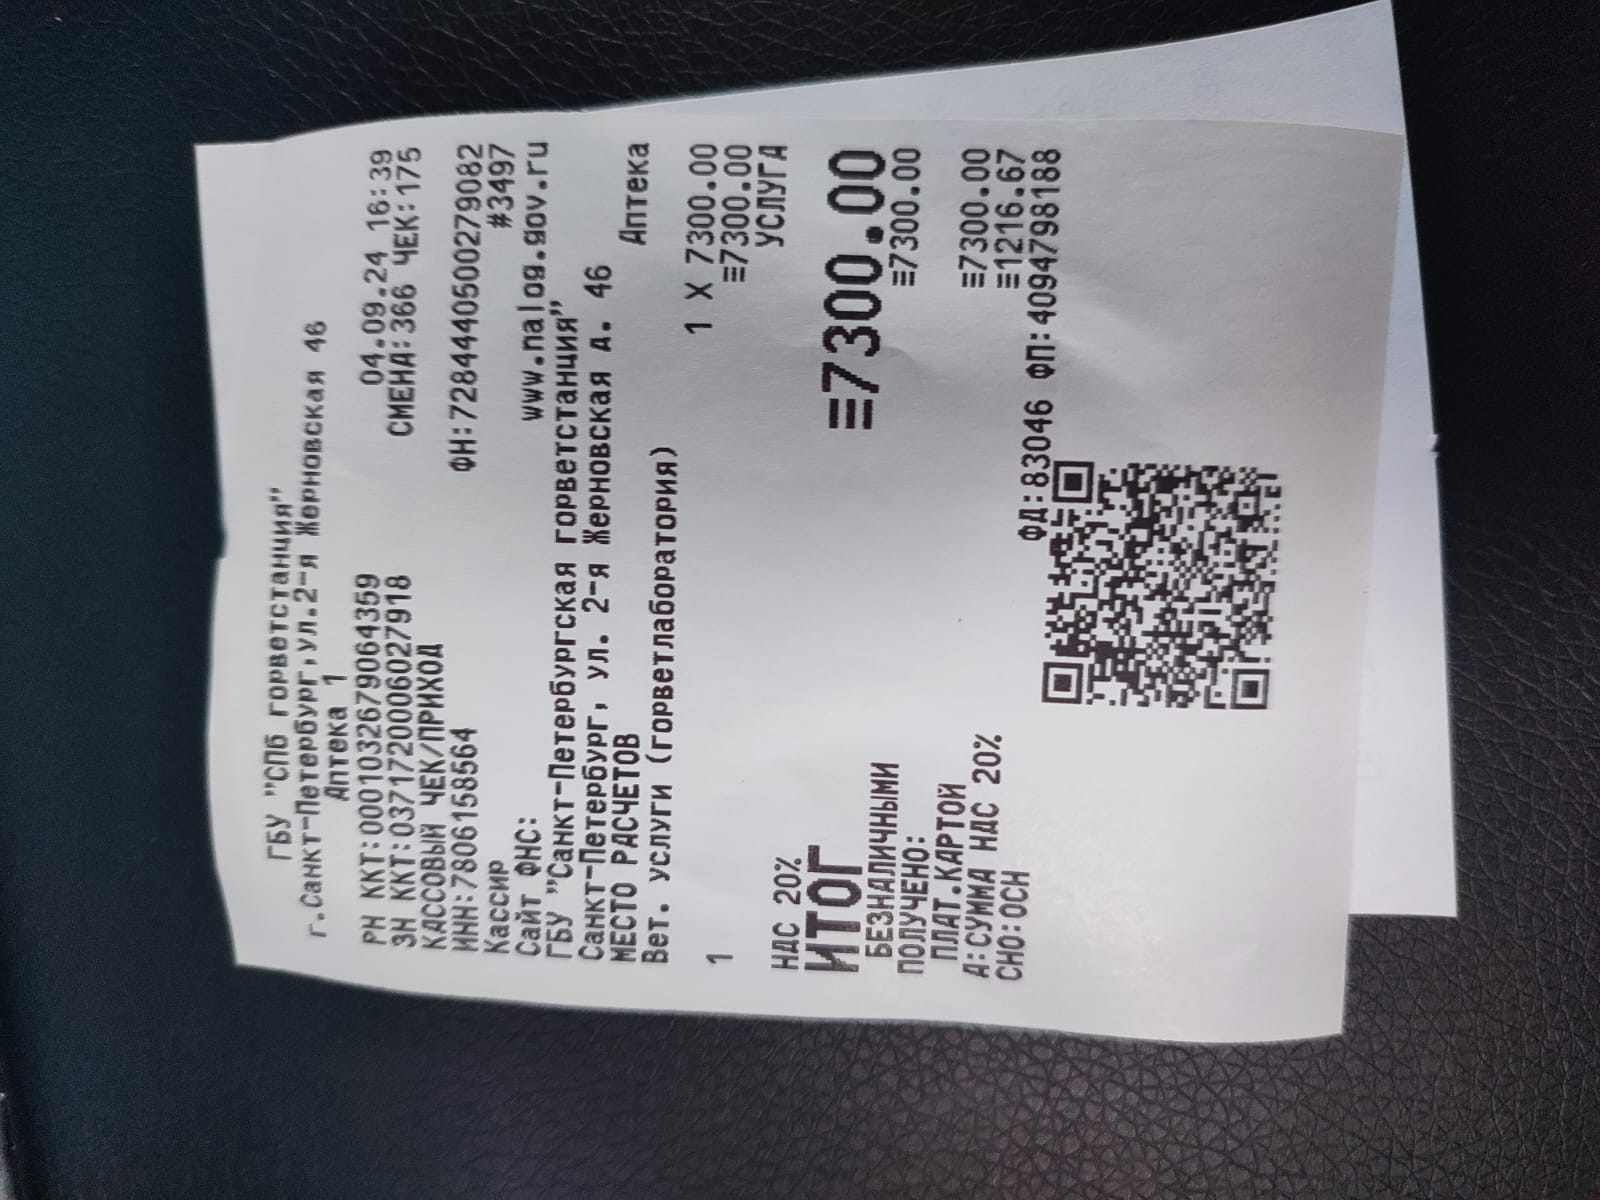 ГБУ "СПб горветстанция"
г.Санкт-Петербург,ул.2-я Жерновская 46
Аптека 1
РН ККТ:0001032679064359 04.09.24 16:39
ЗН ККТ:03717200060279​18 СМЕНА:366 ЧЕК:175
КАССОВЫЙ ЧЕК/ПРИХОД
ИНН:7806158564 ФН:7284440500279082
Кассир #3497
Сайт ФНС: www.nalog.gov.ru
ГБУ "Санкт-Петербургская горветстанция"
Санкт-Петербург, ул. 2-я Жерновская д. 46
МЕСТО РАСЧЕТОВ Аптека
Вет. услуги (горветлаборатория)
1 X 7300.00
1 ≡7300.00
УСЛУГА
НДС 20%
ИТОГ ≡7300.00
БЕЗНАЛИЧНЫМИ ≡7300.00
ПОЛУЧЕНО:
ПЛАТ.КАРТОЙ ≡7300.00
А:СУММА НДС 20% ≡1216.67
СНО:ОСН ФД:83046 ФП:4094798188